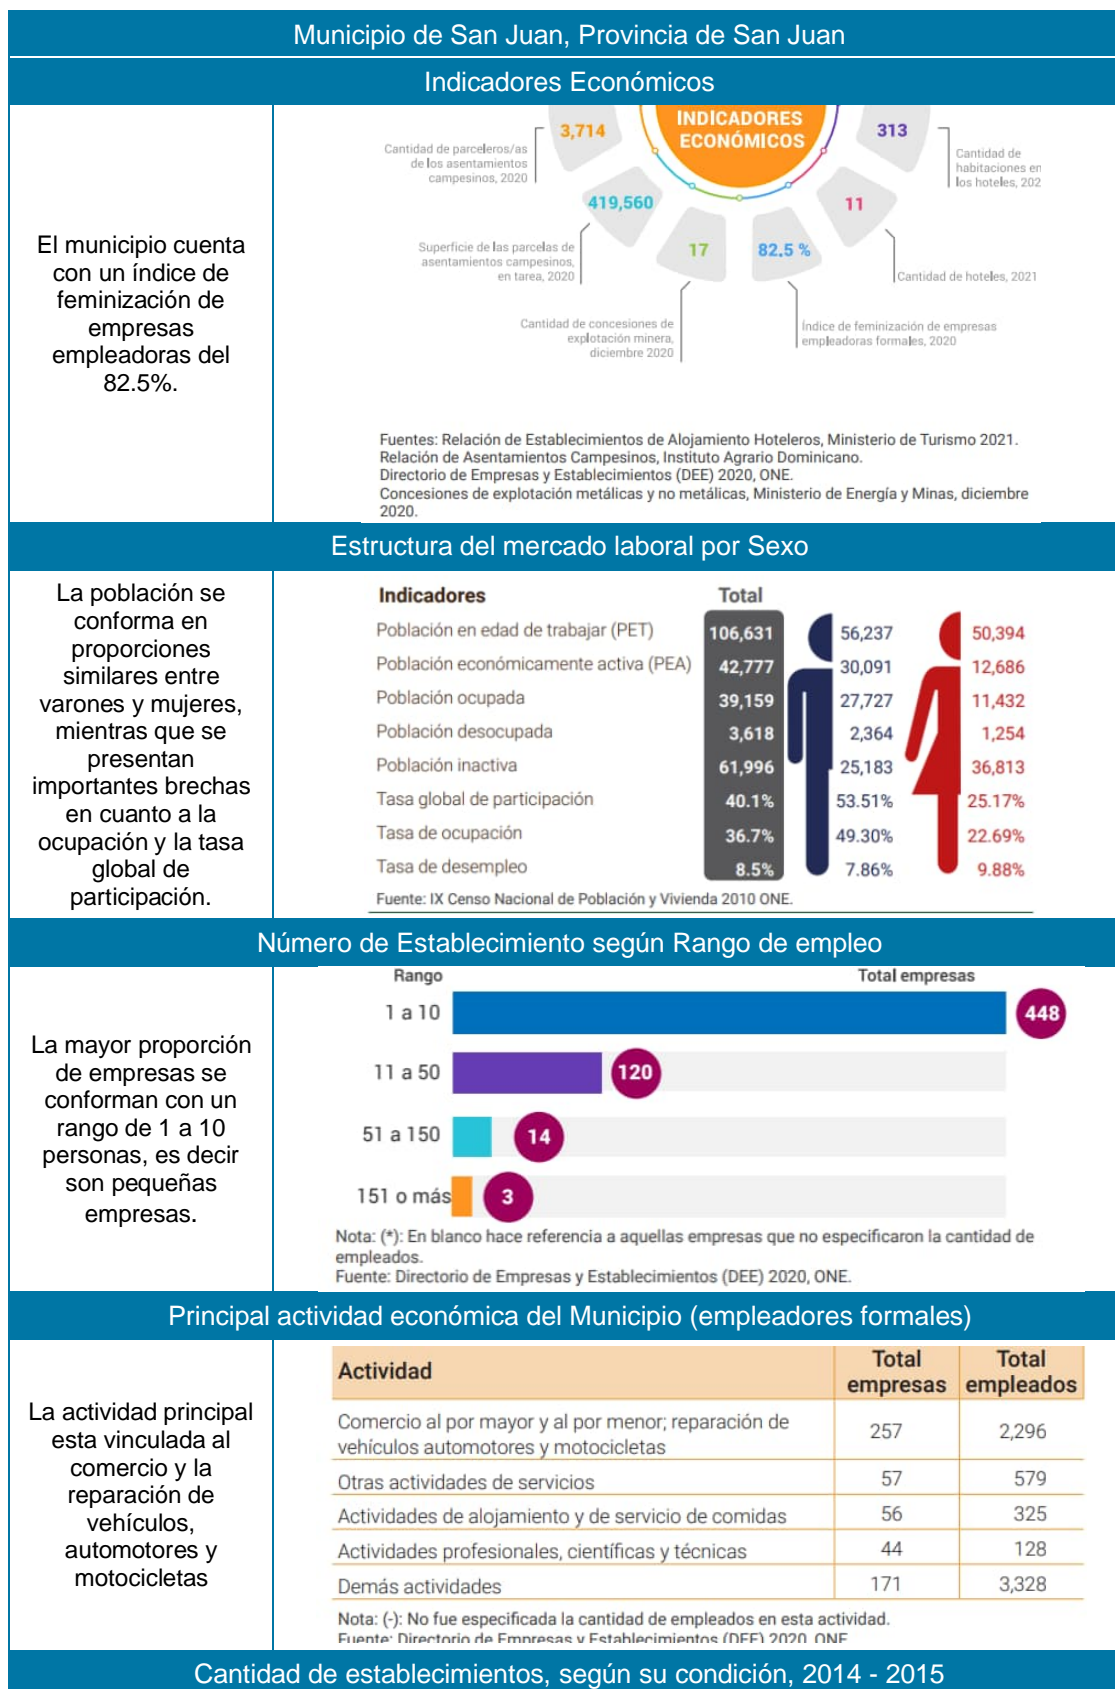 Municipio de San Juan, Provincia de San Juan
Indicadores Económicos
El municipio cuenta
con un índice de
feminización de
empresas
empleadoras del
82.5%.
INDICADORES
ECONÓMICOS
3,714
Cantidad de parceleros/as
de los asentamientos
campesinos, 2020
419,560
Superficie de las parcelas de
asentamientos campesinos,
en tarea, 2020
17
Cantidad de concesiones de
explotación minera,
diciembre 2020
82.5 %
Índice de feminización de empresas
empleadoras formales, 2020
11
Cantidad de hoteles, 2021
313
Cantidad de
habitaciones en
los hoteles, 202
Fuentes: Relación de Establecimientos de Alojamiento Hoteleros, Ministerio de Turismo 2021.
Relación de Asentamientos Campesinos, Instituto Agrario Dominicano.
Directorio de Empresas y Establecimientos (DEE) 2020, ONE.
Concesiones de explotación metálicas y no metálicas, Ministerio de Energía y Minas, diciembre
2020.
Estructura del mercado laboral por Sexo
La población se
conforma en
proporciones
similares entre
varones y mujeres,
mientras que se
presentan
importantes brechas
en cuanto a la
ocupación y la tasa
global de
participación.
Indicadores Total
Población en edad de trabajar (PET) 106,631 56,237 50,394
Población económicamente activa (PEA) 42,777 30,091 12,686
Población ocupada 39,159 27,727 11,432
Población desocupada 3,618 2,364 1,254
Población inactiva 61,996 25,183 36,813
Tasa global de participación 40.1% 53.51% 25.17%
Tasa de ocupación 36.7% 49.30% 22.69%
Tasa de desempleo 8.5% 7.86% 9.88%
Fuente: IX Censo Nacional de Población y Vivienda 2010 ONE.
Número de Establecimiento según Rango de empleo
La mayor proporción
de empresas se
conforman con un
rango de 1 a 10
personas, es decir
son pequeñas
empresas.
Rango Total empresas
1 a 10 448
11 a 50 120
51 a 150 14
151 o más 3
Nota: (*): En blanco hace referencia a aquellas empresas que no especificaron la cantidad de
empleados.
Fuente: Directorio de Empresas y Establecimientos (DEE) 2020, ONE.
Principal actividad económica del Municipio (empleadores formales)
La actividad principal
esta vinculada al
comercio y la
reparación de
vehículos,
automotores y
motocicletas
Actividad Total empresas Total empleados
Comercio al por mayor y al por menor; reparación de
vehículos automotores y motocicletas 257 2,296
Otras actividades de servicios 57 579
Actividades de alojamiento y de servicio de comidas 56 325
Actividades profesionales, científicas y técnicas 44 128
Demás actividades 171 3,328
Nota: (-): No fue especificada la cantidad de empleados en esta actividad.
Fuente: Directorio de Empresas y Establecimientos (DEE) 2020, ONE
Cantidad de establecimientos, según su condición, 2014 - 2015